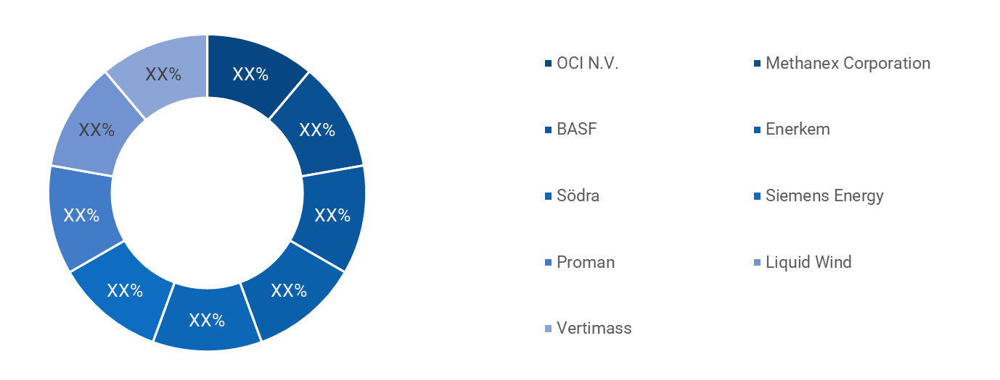 XX%
XX%
XX%
XX%
XX%
XX%
XX%
XX%
XX%
OCI N.V.
Methanex Corporation
BASF
Enerkem
Södra
Siemens Energy
Proman
Liquid Wind
Vertimass